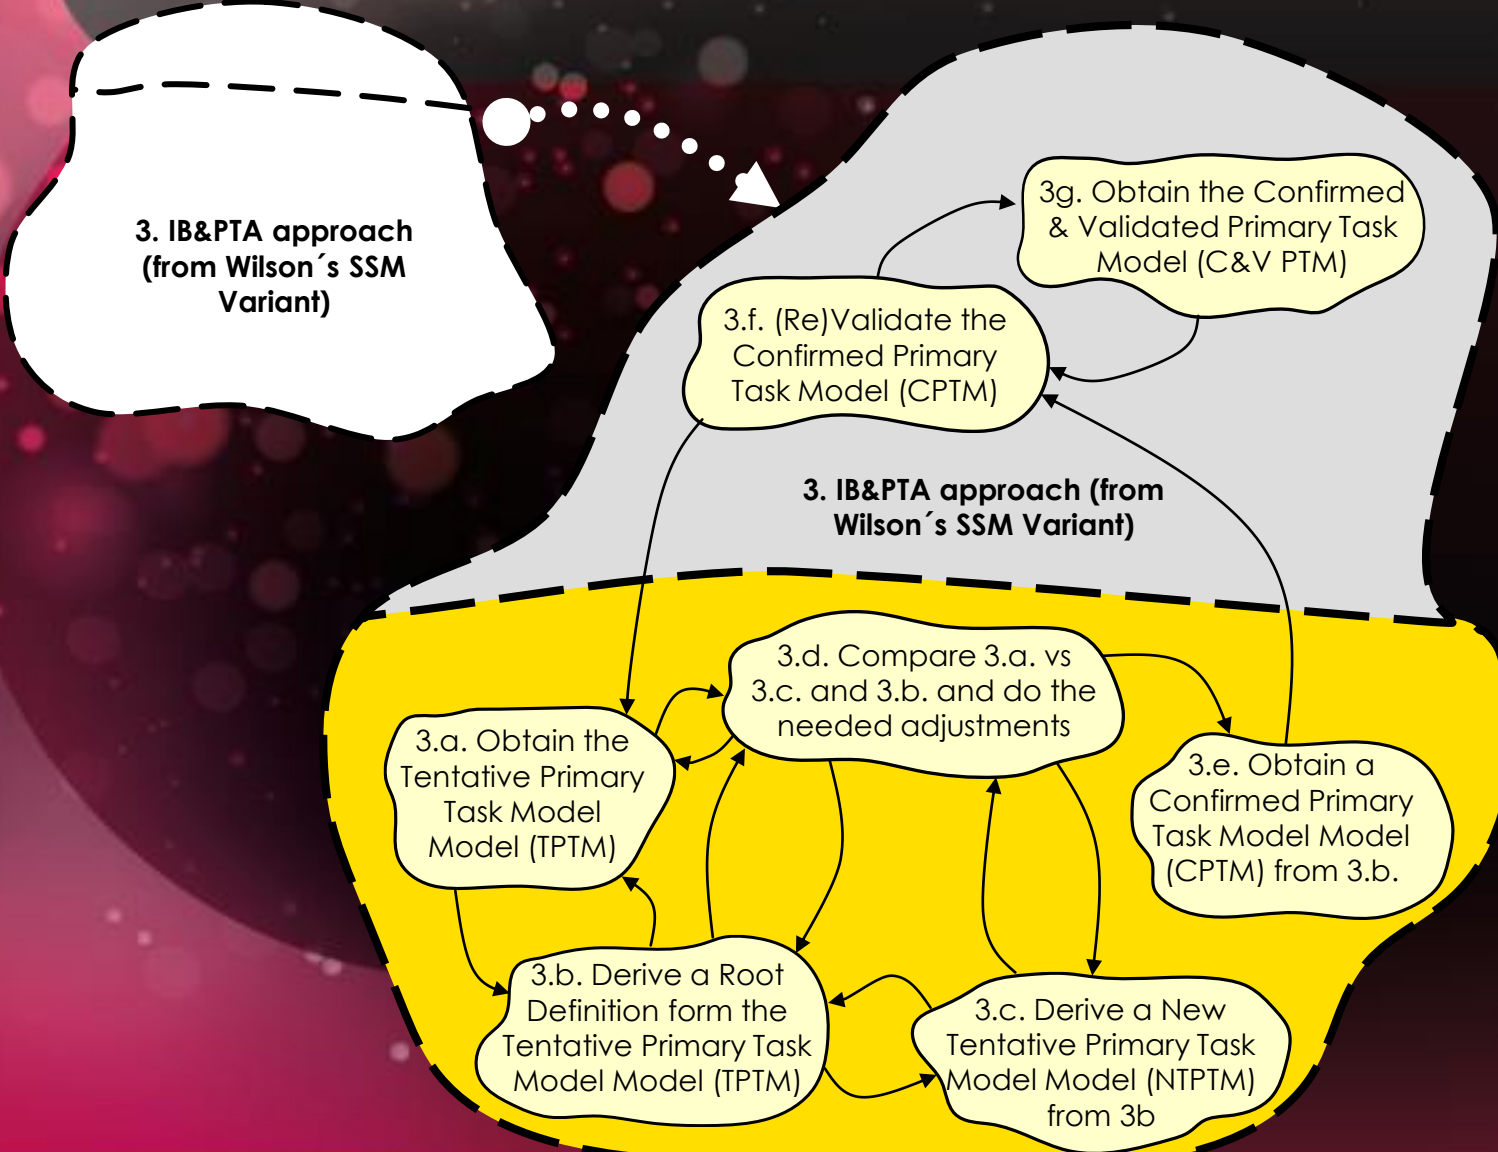 3. IB&PTA approach
(from Wilson´s SSM
Variant)
3g. Obtain the Confirmed
& Validated Primary Task
Model (C&V PTM)
3.f. (Re)Validate the
Confirmed Primary
Task Model (CPTM)
3. IB&PTA approach (from
Wilson´s SSM Variant)
3.d. Compare 3.a. vs
3.c. and 3.b. and do the
needed adjustments
3.a. Obtain the
Tentative Primary
Task Model
Model (TPTM)
3.e. Obtain a
Confirmed Primary
Task Model Model
(CPTM) from 3.b.
3.b. Derive a Root
Definition form the
Tentative Primary Task
Model Model (TPTM)
3.c. Derive a New
Tentative Primary Task
Model Model (NTPTM)
from 3b